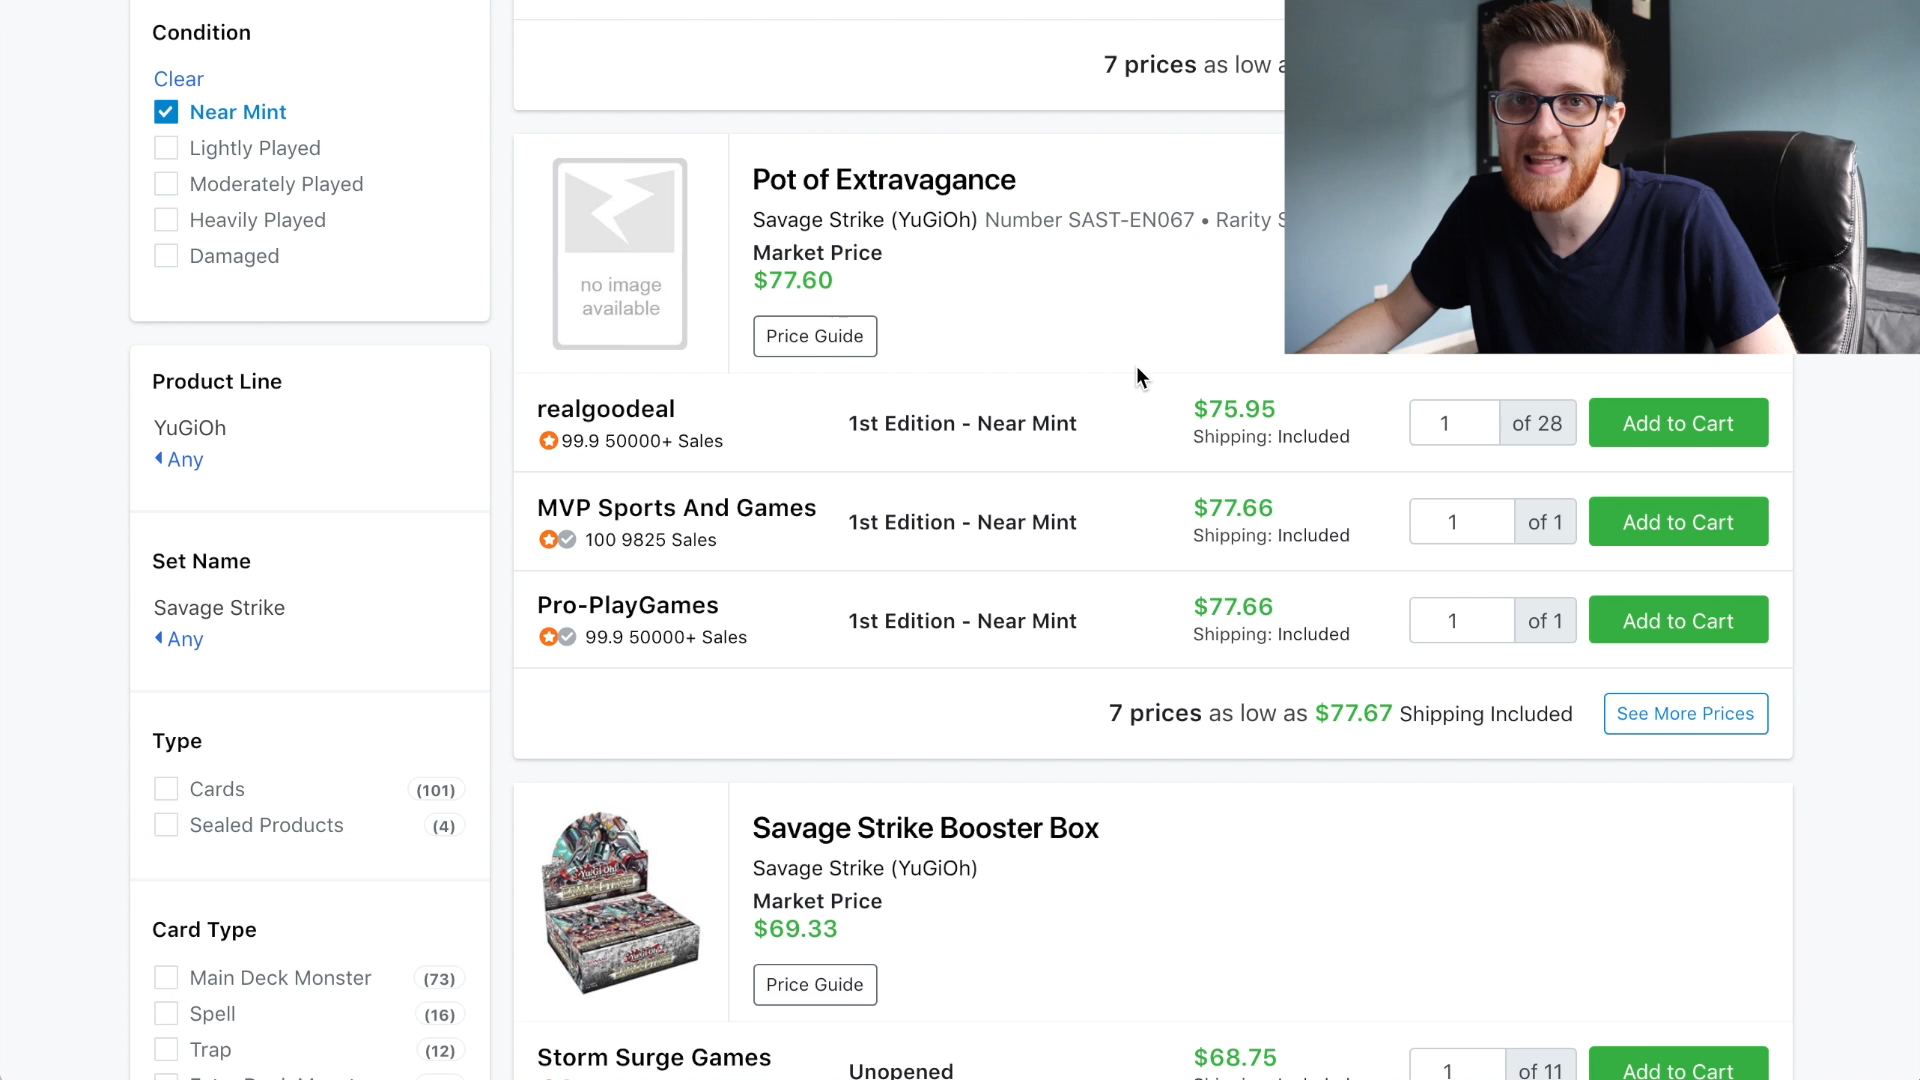 Condition
Clear
Near Mint
Lightly Played
Moderately Played
Heavily Played
Damaged
Product Line
YuGiOh
Any
Set Name
Savage Strike
Any
Type
Cards (101)
Sealed Products (4)
Card Type
Main Deck Monster (73)
Spell (16)
Trap (12)
7 prices as low
no image
available
Pot of Extravagance
Savage Strike (YuGiOh) Number SAST-EN067 • Rarity
Market Price
$77.60
Price Guide
realgoodeal
99.9 50000+ Sales
1st Edition - Near Mint
$75.95
Shipping: Included
1 of 28
Add to Cart
MVP Sports And Games
100 9825 Sales
1st Edition - Near Mint
$77.66
Shipping: Included
1 of 1
Add to Cart
Pro-PlayGames
99.9 50000+ Sales
1st Edition - Near Mint
$77.66
Shipping: Included
1 of 1
Add to Cart
7 prices as low as $77.67 Shipping Included
See More Prices
Savage Strike Booster Box
Savage Strike (YuGiOh)
Market Price
$69.33
Price Guide
Storm Surge Games
Unopened
$68.75
1 of 11
Add to Cart